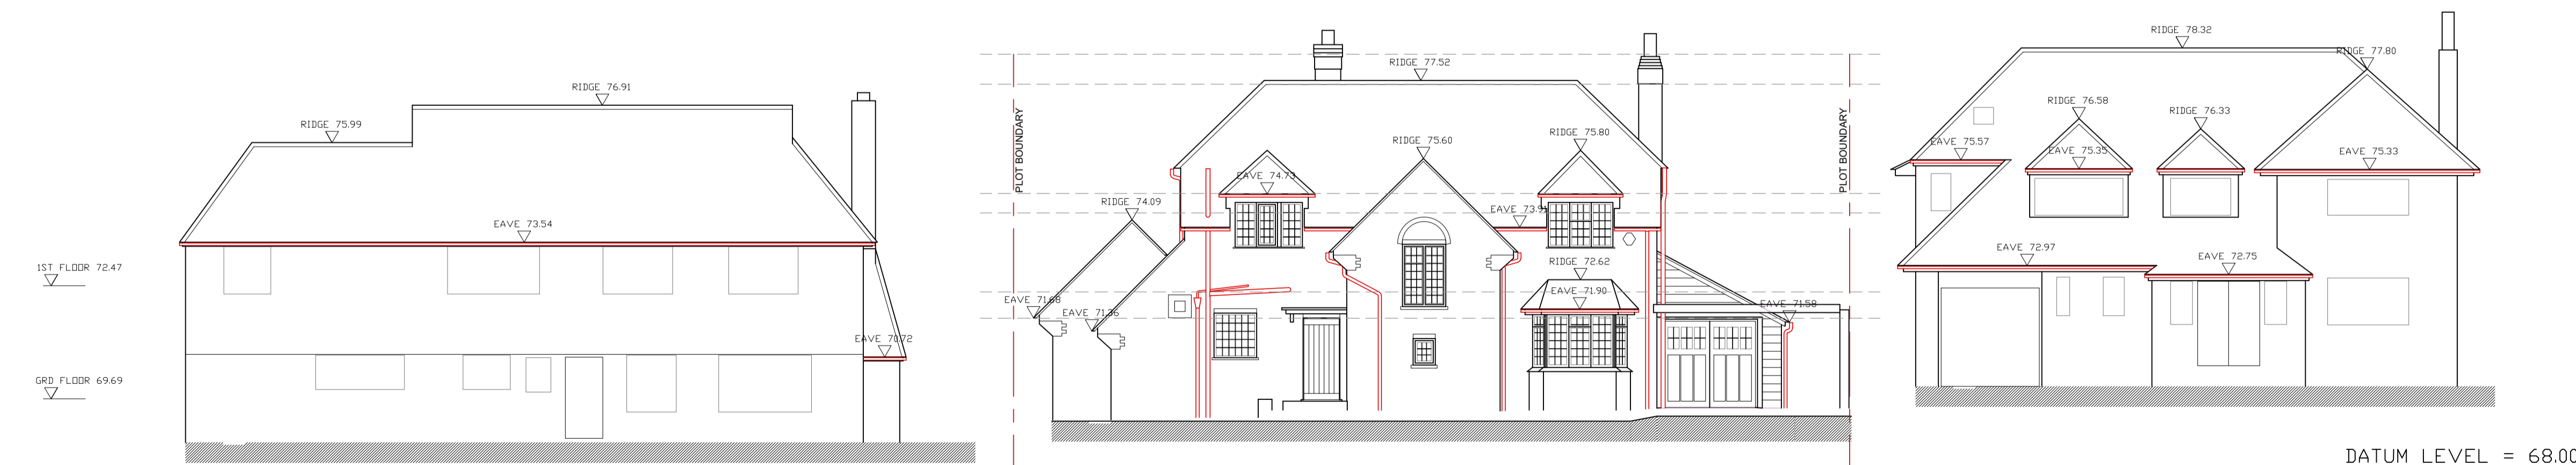 RIDGE 76.91
RIDGE 75.99
EAVE 73.54
1ST FLOOR 72.47
EAVE 70.72
GRD FLOOR 69.69
PLOT BOUNDARY
RIDGE 77.52
RIDGE 75.60
RIDGE 75.80
EAVE 74.73
RIDGE 74.09
EAVE 73.91
RIDGE 72.62
EAVE 71.90
EAVE 71.68
EAVE 71.36
EAVE 71.58
PLOT BOUNDARY
RIDGE 78.32
RIDGE 77.80
RIDGE 76.58
RIDGE 76.33
EAVE 75.57
EAVE 75.35
EAVE 75.33
EAVE 72.97
EAVE 72.75
DATUM LEVEL = 68.00